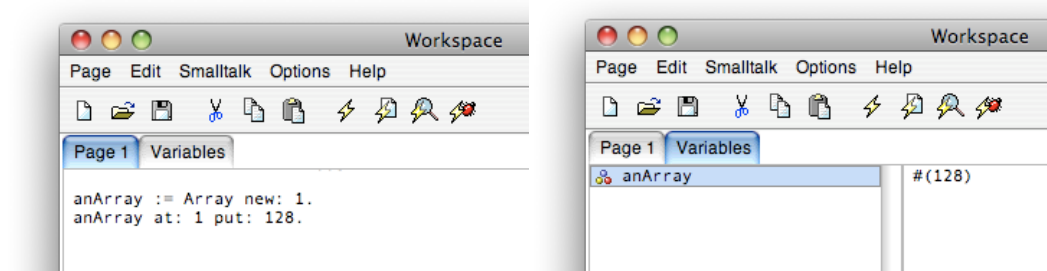 Workspace
Page Edit Smalltalk Options Help
Page 1 Variables
anArray := Array new: 1.
anArray at: 1 put: 128.
Workspace
Page Edit Smalltalk Options Help
Page 1 Variables
anArray #(128)